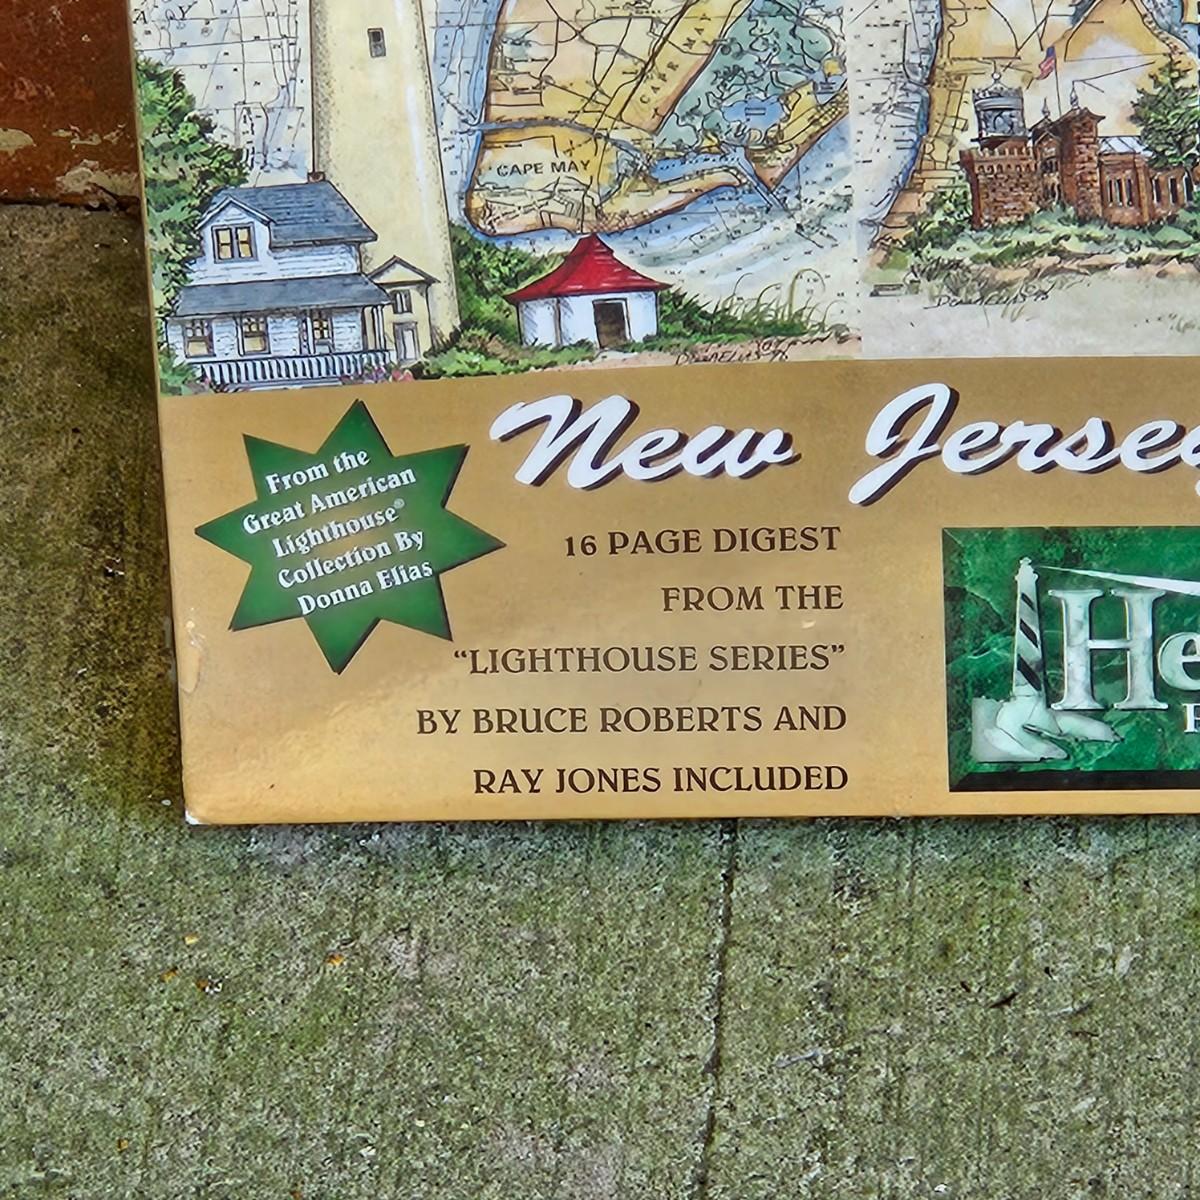 CAPE MAY
CAPE MAY
New Jersey
From the
Great American
Lighthouse®
Collection By
Donna Elias
16 PAGE DIGEST
FROM THE
“LIGHTHOUSE SERIES”
BY BRUCE ROBERTS AND
RAY JONES INCLUDED
He